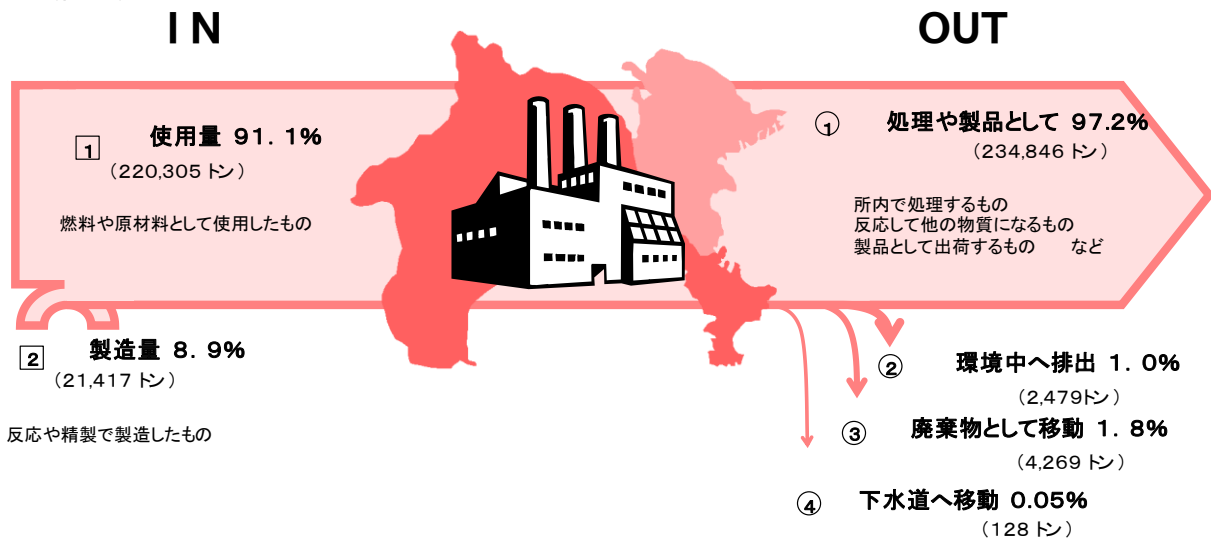 IN
OUT
1 使用量 91.1%
(220,305 トン)
燃料や原材料として使用したもの
2 製造量 8.9%
(21,417 トン)
反応や精製で製造したもの
① 処理や製品として 97.2%
(234,846 トン)
所内で処理するもの
反応して他の物質になるもの
製品として出荷するもの　など
② 環境中へ排出 1.0%
(2,479トン)
③ 廃棄物として移動 1.8%
(4,269 トン)
④ 下水道へ移動 0.05%
(128 トン)